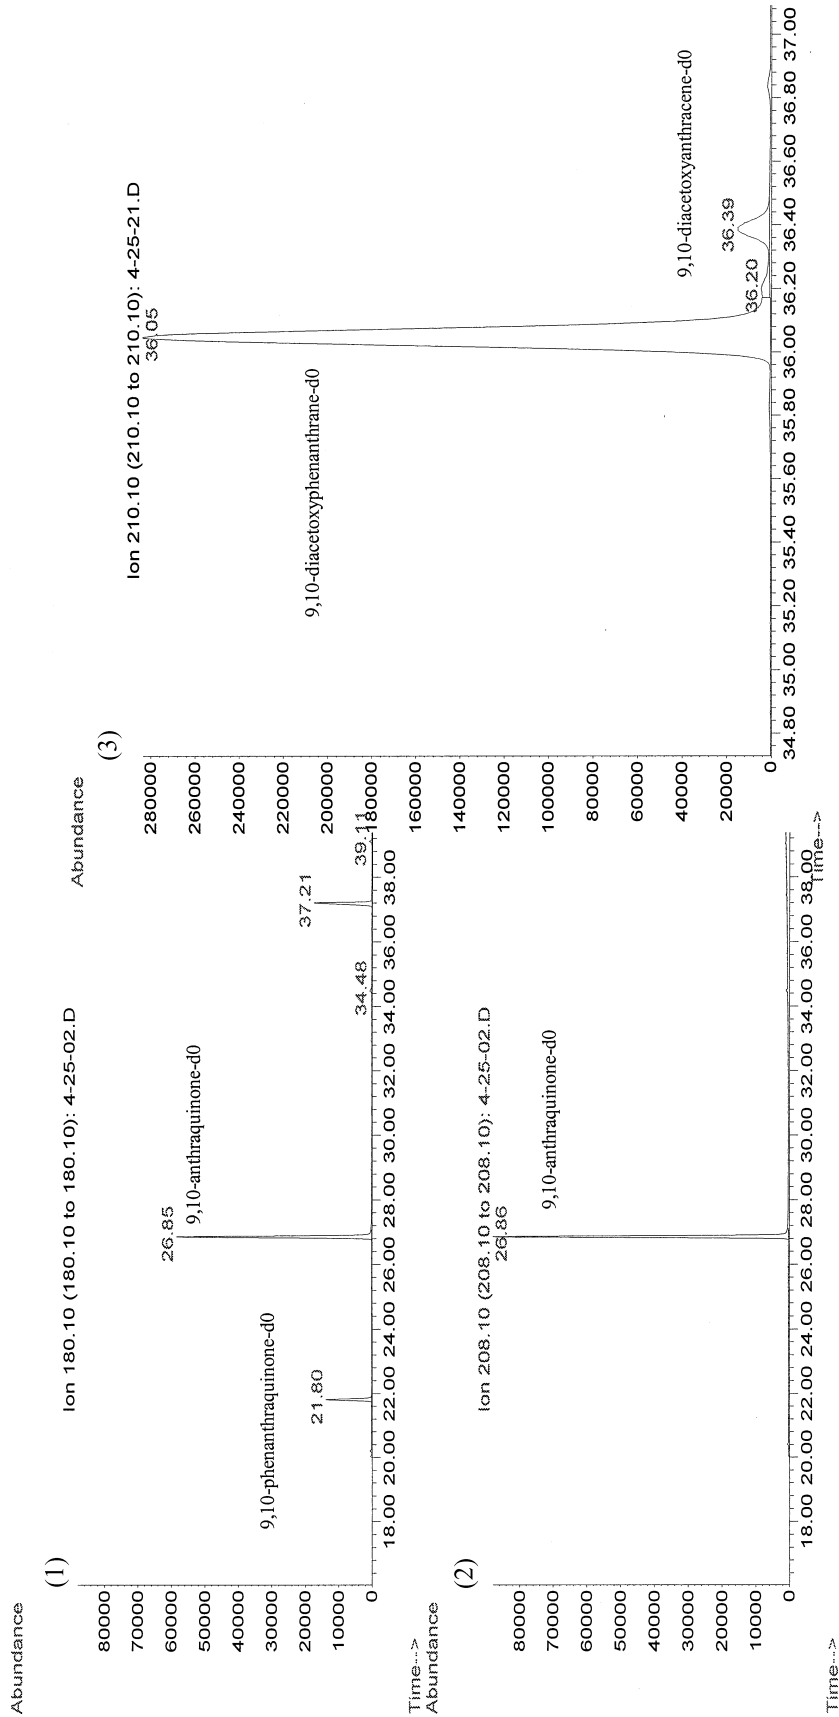 Abundance
(1)
Ion 180.10 (180.10 to 180.10): 4-25-02.D
80000
70000
60000
50000
40000
30000
20000
10000
0
9,10-phenanthraquinone-d0
21.80
26.85
9,10-anthraquinone-d0
34.48
37.21
39.11
18.00 20.00 22.00 24.00 26.00 28.00 30.00 32.00 34.00 36.00 38.00
Time-->
Abundance
(2)
Ion 208.10 (208.10 to 208.10): 4-25-02.D
80000
70000
60000
50000
40000
30000
20000
10000
0
26.86
9,10-anthraquinone-d0
18.00 20.00 22.00 24.00 26.00 28.00 30.00 32.00 34.00 36.00 38.00
Time-->
Abundance
(3)
Ion 210.10 (210.10 to 210.10): 4-25-21.D
280000
260000
240000
220000
200000
180000
160000
140000
120000
100000
80000
60000
40000
20000
0
9,10-diacetoxyphenanthrane-d0
36.05
36.20
36.39
9,10-diacetoxyanthracene-d0
34.80 35.00 35.20 35.40 35.60 35.80 36.00 36.20 36.40 36.60 36.80 37.00
Time-->